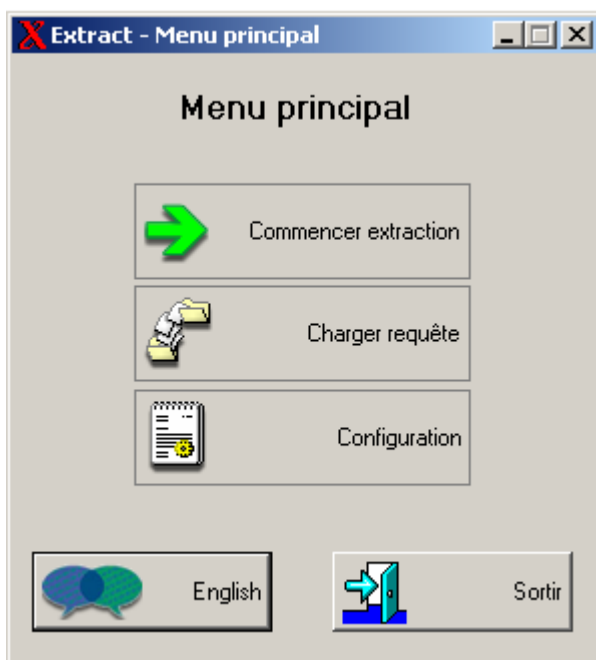 Extract - Menu principal
Menu principal
Commencer extraction
Charger requête
Configuration
English
Sortir